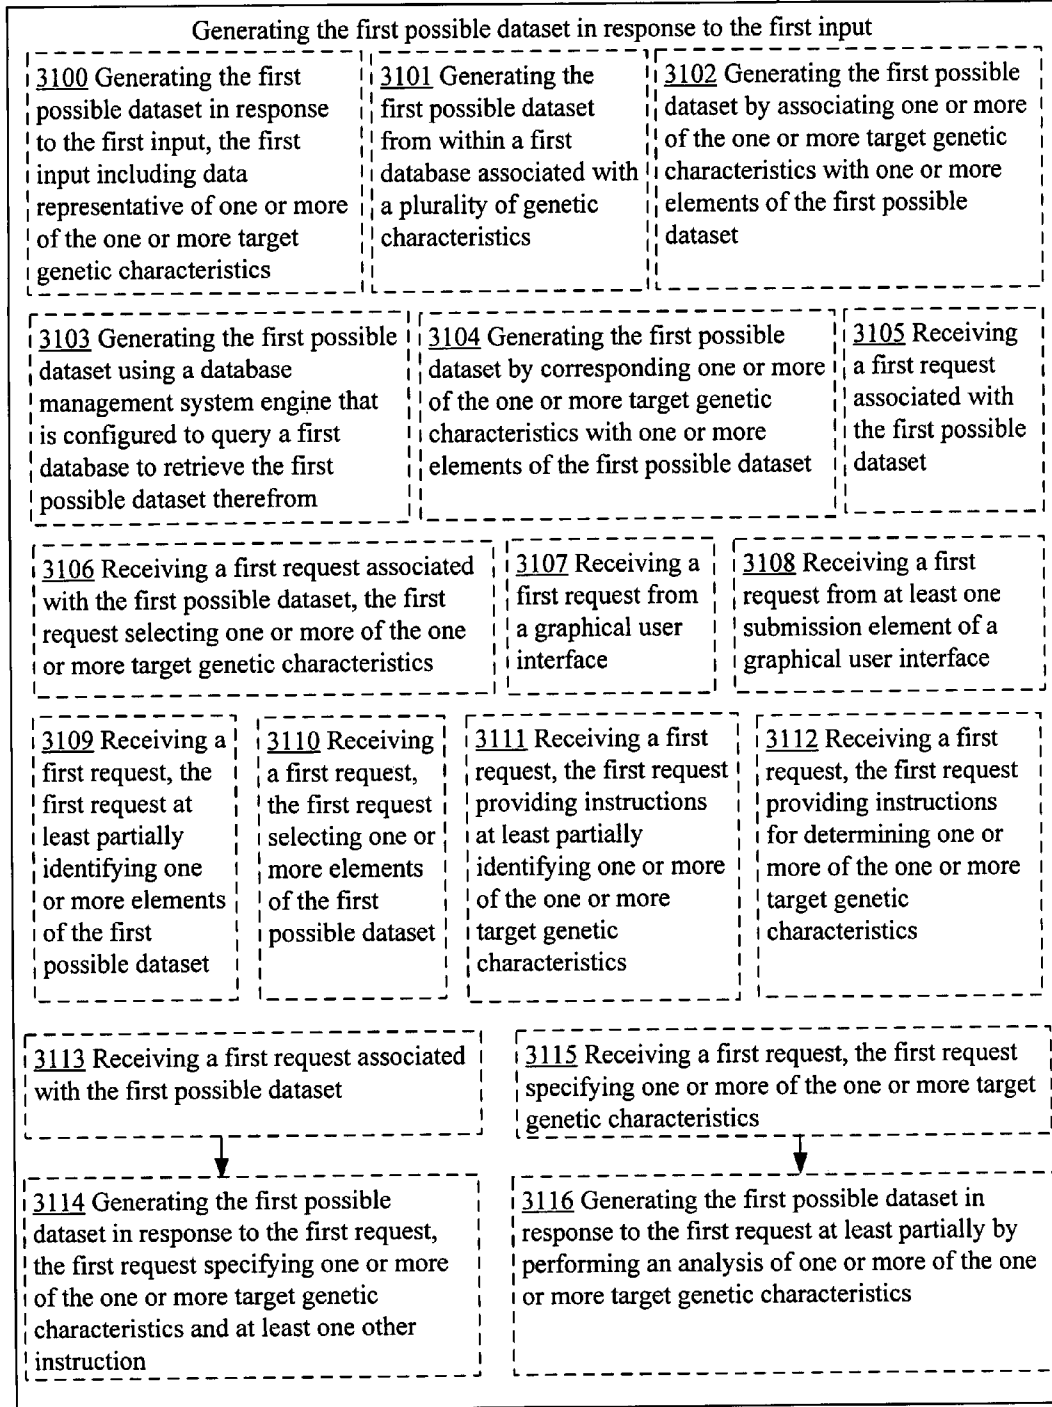 Generating the first possible dataset in response to the first input
3100 Generating the first
possible dataset in response
to the first input, the first
input including data
representative of one or more
of the one or more target
genetic characteristics
3101 Generating the
first possible dataset
from within a first
database associated with
a plurality of genetic
characteristics
3102 Generating the first possible
dataset by associating one or more
of the one or more target genetic
characteristics with one or more
elements of the first possible
dataset
3103 Generating the first possible
dataset using a database
management system engine that
is configured to query a first
database to retrieve the first
possible dataset therefrom
3104 Generating the first possible
dataset by corresponding one or more
of the one or more target genetic
characteristics with one or more
elements of the first possible dataset
3105 Receiving
a first request
associated with
the first possible
dataset
3106 Receiving a first request associated
with the first possible dataset, the first
request selecting one or more of the one
or more target genetic characteristics
3107 Receiving a
first request from
a graphical user
interface
3108 Receiving a first
request from at least one
submission element of a
graphical user interface
3109 Receiving a
first request, the
first request at
least partially
identifying one
or more elements
of the first
possible dataset
3110 Receiving
a first request,
the first request
selecting one or
more elements
of the first
possible dataset
3111 Receiving a first
request, the first request
providing instructions
at least partially
identifying one or more
of the one or more
target genetic
characteristics
3112 Receiving a first
request, the first request
providing instructions
for determining one or
more of the one or more
target genetic
characteristics
3113 Receiving a first request associated
with the first possible dataset
3115 Receiving a first request, the first request
specifying one or more of the one or more target
genetic characteristics
3114 Generating the first possible
dataset in response to the first request,
the first request specifying one or more
of the one or more target genetic
characteristics and at least one other
instruction
3116 Generating the first possible dataset in
response to the first request at least partially by
performing an analysis of one or more of the one
or more target genetic characteristics